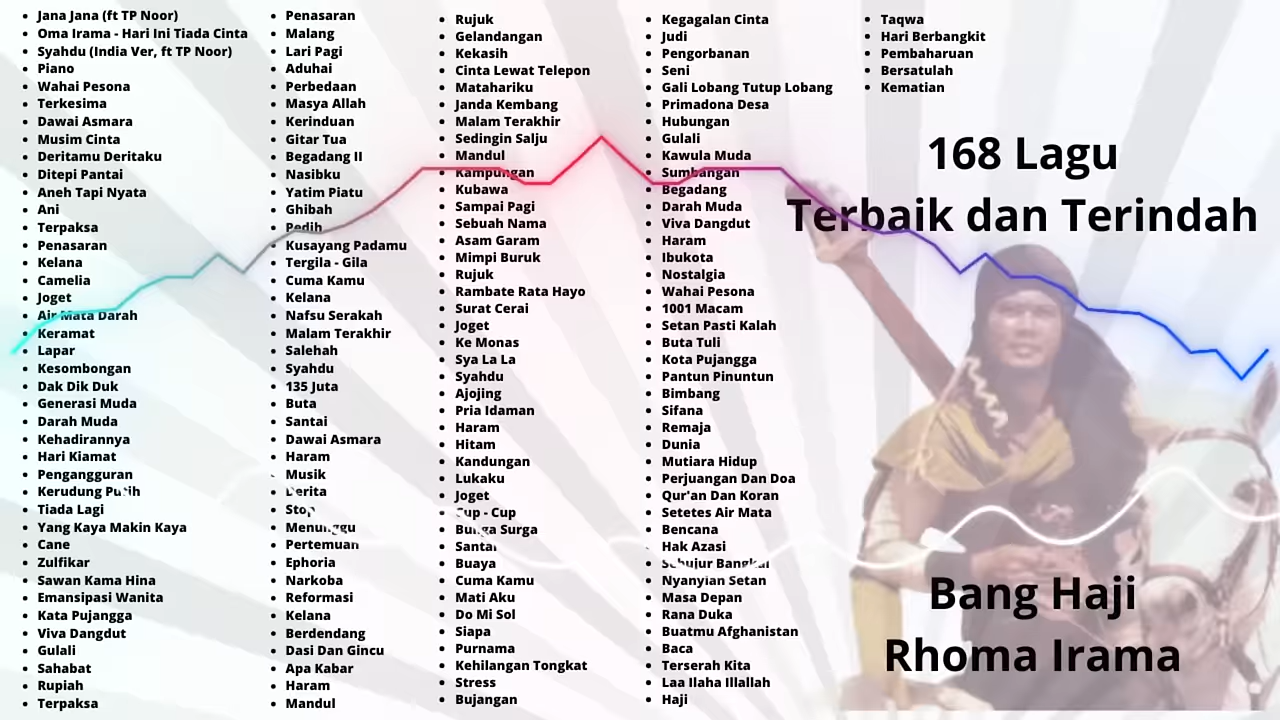 Jana Jana (ft TP Noor)
Oma Irama - Hari Ini Tiada Cinta
Syahdu (India Ver, ft TP Noor)
Piano
Wahai Pesona
Terkesima
Dawai Asmara
Musim Cinta
Deritamu Deritaku
Ditepi Pantai
Aneh Tapi Nyata
Ani
Terpaksa
Penasaran
Kelana
Camelia
Joget
Air Mata Darah
Keramat
Lapar
Kesombongan
Dak Dik Duk
Generasi Muda
Darah Muda
Kehadirannya
Hari Kiamat
Pengangguran
Kerudung Putih
Tiada Lagi
Yang Kaya Makin Kaya
Cane
Zulfikar
Sawan Kama Hina
Emansipasi Wanita
Kata Pujangga
Viva Dangdut
Gulali
Sahabat
Rupiah
Terpaksa
Penasaran
Malang
Lari Pagi
Aduhai
Perbedaan
Masya Allah
Kerinduan
Gitar Tua
Begadang II
Nasibku
Yatim Piatu
Ghibah
Pedih
Kusayang Padamu
Tergila - Gila
Cuma Kamu
Kelana
Nafsu Serakah
Malam Terakhir
Salehah
Syahdu
135 Juta
Buta
Santai
Dawai Asmara
Haram
Musik
Derita
Stop
Menunggu
Pertemuan
Ephoria
Narkoba
Reformasi
Kelana
Berdendang
Dasi Dan Gincu
Apa Kabar
Haram
Mandul
Rujuk
Gelandangan
Kekasih
Cinta Lewat Telepon
Matahariku
Janda Kembang
Malam Terakhir
Sedingin Salju
Mandul
Kampungan
Kubawa
Sampai Pagi
Sebuah Nama
Asam Garam
Mimpi Buruk
Rujuk
Rambate Rata Hayo
Surat Cerai
Joget
Ke Monas
Sya La La
Syahdu
Ajojing
Pria Idaman
Haram
Hitam
Kandungan
Lukaku
Joget
Cup - Cup
Bunga Surga
Santai
Buaya
Cuma Kamu
Mati Aku
Do Mi Sol
Siapa
Purnama
Kehilangan Tongkat
Stress
Bujangan
Kegagalan Cinta
Judi
Pengorbanan
Seni
Gali Lobang Tutup Lobang
Primadona Desa
Hubungan
Gulali
Kawula Muda
Sumbangan
Begadang
Darah Muda
Viva Dangdut
Haram
Ibukota
Nostalgia
Wahai Pesona
1001 Macam
Setan Pasti Kalah
Buta Tuli
Kota Pujangga
Pantun Pinuntun
Bimbang
Sifana
Remaja
Dunia
Mutiara Hidup
Perjuangan Dan Doa
Qur'an Dan Koran
Setetes Air Mata
Bencana
Hak Azasi
Sebujur Bangkai
Nyanyian Setan
Masa Depan
Rana Duka
Buatmu Afghanistan
Baca
Terserah Kita
Laa Ilaha Illallah
Haji
Taqwa
Hari Berbangkit
Pembaharuan
Bersatulah
Kematian
168 Lagu
Terbaik dan Terindah
Bang Haji
Rhoma Irama